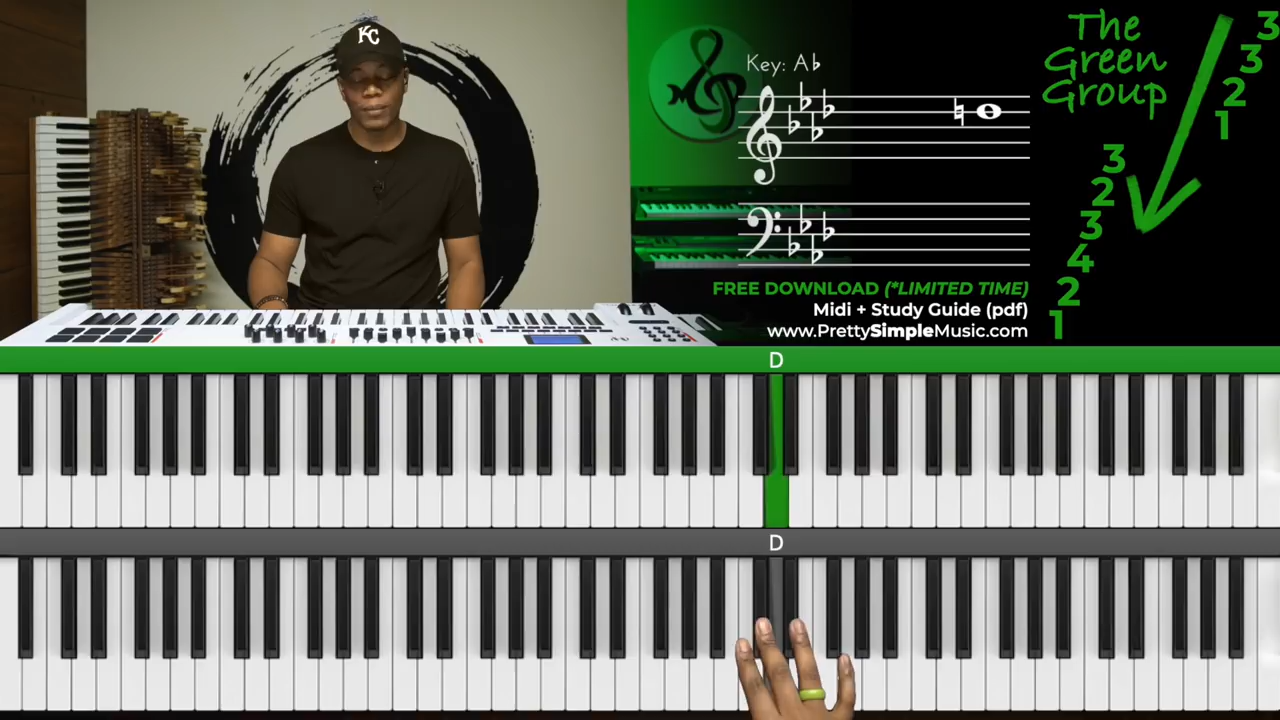 KC
Key: A♭
The
Green
Group
3
3
2
1
3
2
3
4
2
1
FREE DOWNLOAD (*LIMITED TIME)
Midi + Study Guide (pdf)
www.PrettySimpleMusic.com
D
D